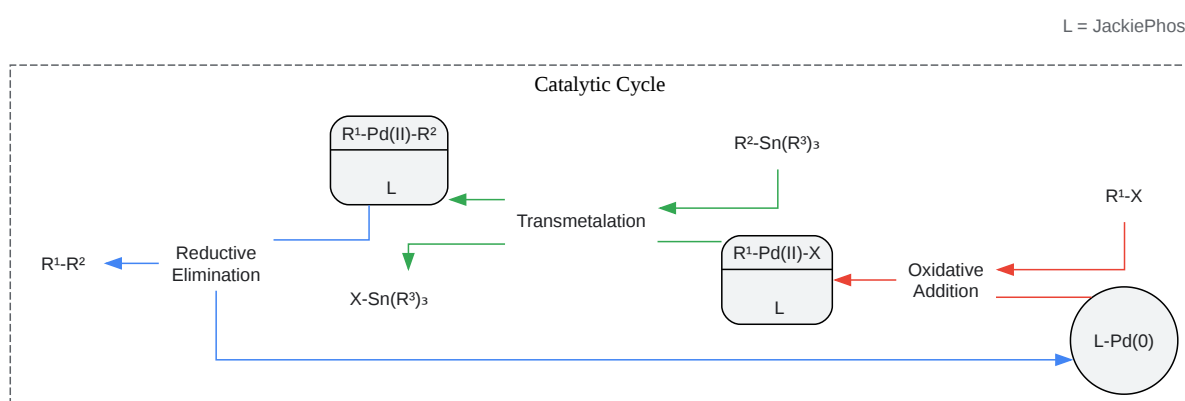 L = JackiePhos
Catalytic Cycle
R¹-Pd(II)-R²
L
R²-Sn(R³)₃
R¹-X
Transmetalation
Reductive
Elimination
R¹-R²
X-Sn(R³)₃
R¹-Pd(II)-X
L
Oxidative
Addition
L-Pd(0)